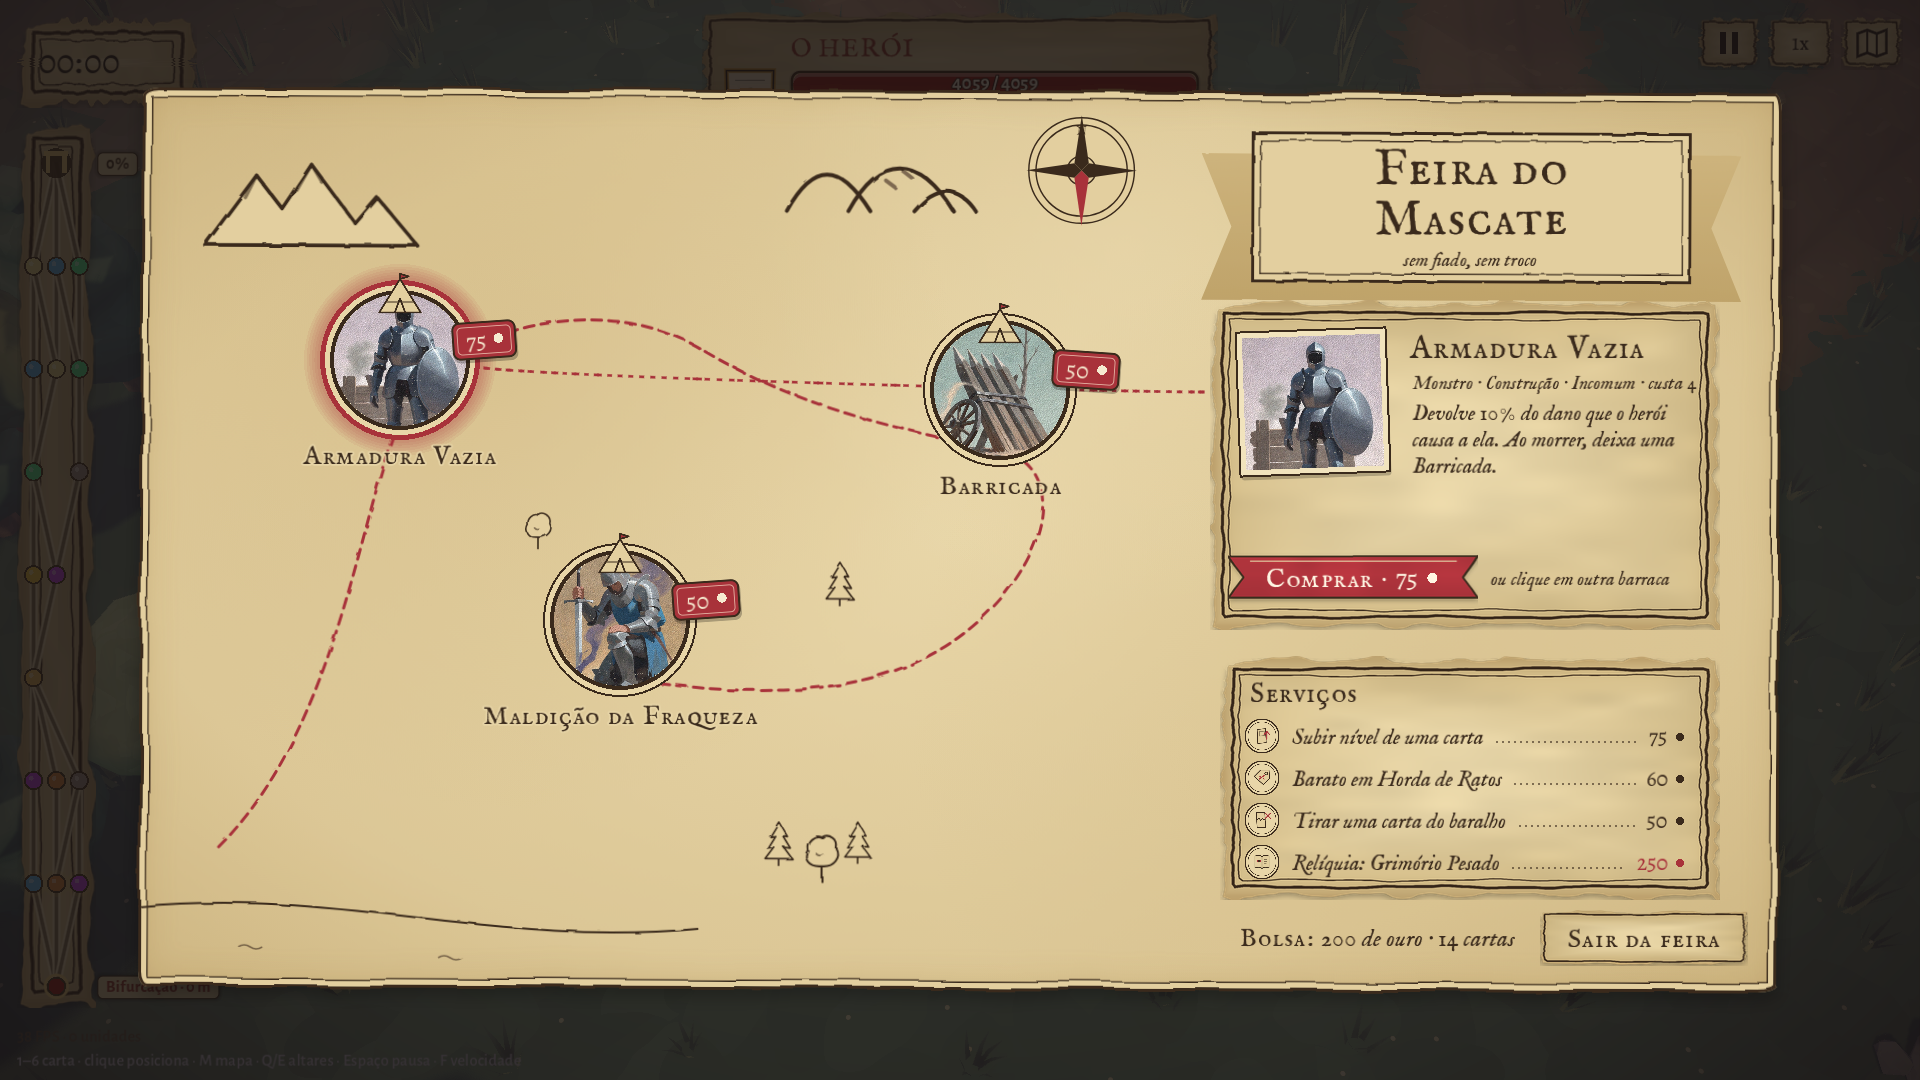 00:00
O HERÓI
4059 / 4059
1x
0%
FEIRA DO
MASCATE
sem fiado, sem troco
75
50
ARMADURA VAZIA
BARRICADA
50
MALDIÇÃO DA FRAQUEZA
ARMADURA VAZIA
Monstro · Construção · Incomum · custa 4
Devolve 10% do dano que o herói
causa a ela. Ao morrer, deixa uma
Barricada.
COMPRAR · 75
ou clique em outra barraca
SERVIÇOS
Subir nível de uma carta 75
Barato em Horda de Ratos 60
Tirar uma carta do baralho 50
Relíquia: Grimório Pesado 250
BOLSA: 200 de ouro · 14 cartas
SAIR DA FEIRA
Bifurcação · 0 m
1–6 carta · clique posiciona · M mapa · Q/E altares · Espaço pausa · F velocidade